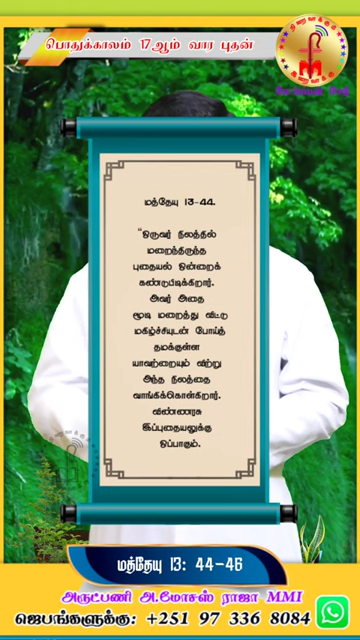 பொதுக்காலம் 17ஆம் வார புதன்
மத்தேயு 13-44.
"ஒருவர் நிலத்தில்
மறைந்திருந்த
புதையல் ஒன்றைக்
கண்டுபிடிக்கிறார்.
அவர் அதை
மூடி மறைத்து விட்டு
மகிழ்ச்சியுடன் போய்த்
தமக்குள்ள
யாவற்றையும் விற்று
அந்த நிலத்தை
வாங்கிக்கொள்கிறார்.
விண்ணரசு
இப்புதையலுக்கு
ஒப்பாகும்.
மத்தேயு 13: 44-46
அருட்பணி அ.மோசஸ் ராஜா MMI
ஜெபங்களுக்கு: +251 97 336 8084